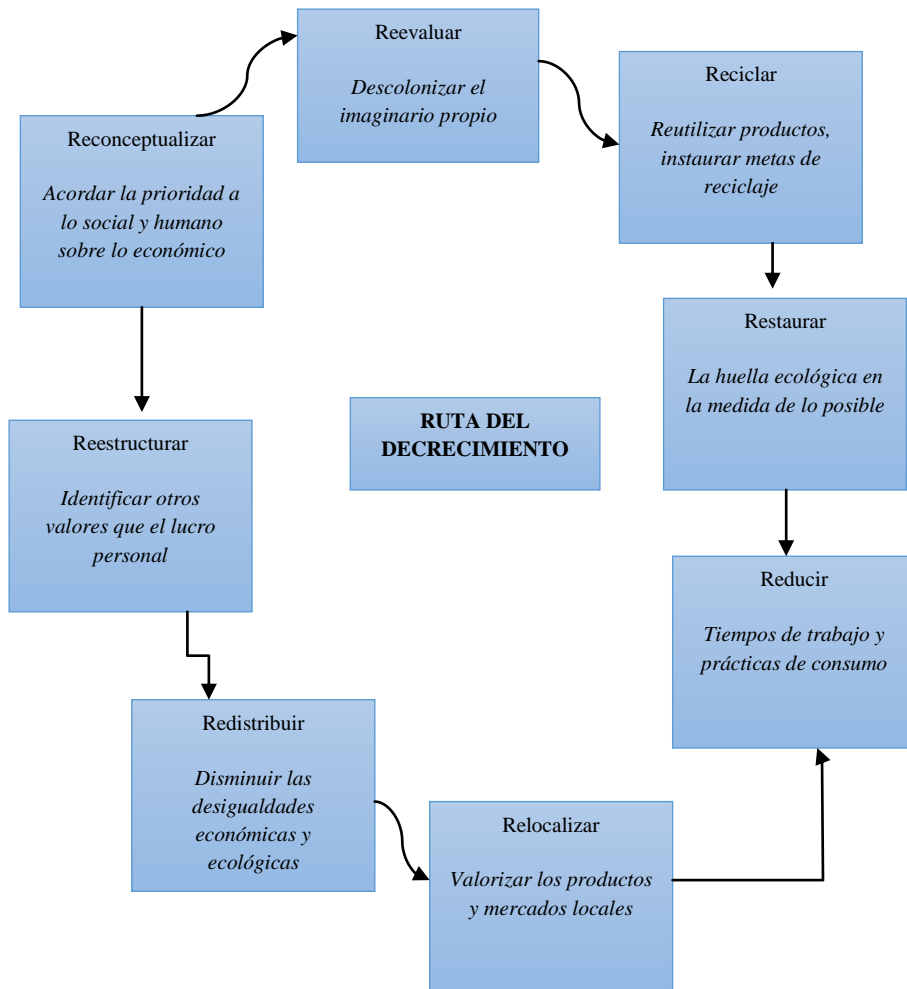 Reevaluar
Descolonizar el
imaginario propio
Reciclar
Reutilizar productos,
instaurar metas de
reciclaje
Reconceptualizar
Acordar la prioridad a
lo social y humano
sobre lo económico
Restaurar
La huella ecológica en
la medida de lo posible
RUTA DEL
DECRECIMIENTO
Reestructurar
Identificar otros
valores que el lucro
personal
Reducir
Tiempos de trabajo y
prácticas de consumo
Redistribuir
Disminuir las
desigualdades
económicas y
ecológicas
Relocalizar
Valorizar los productos
y mercados locales